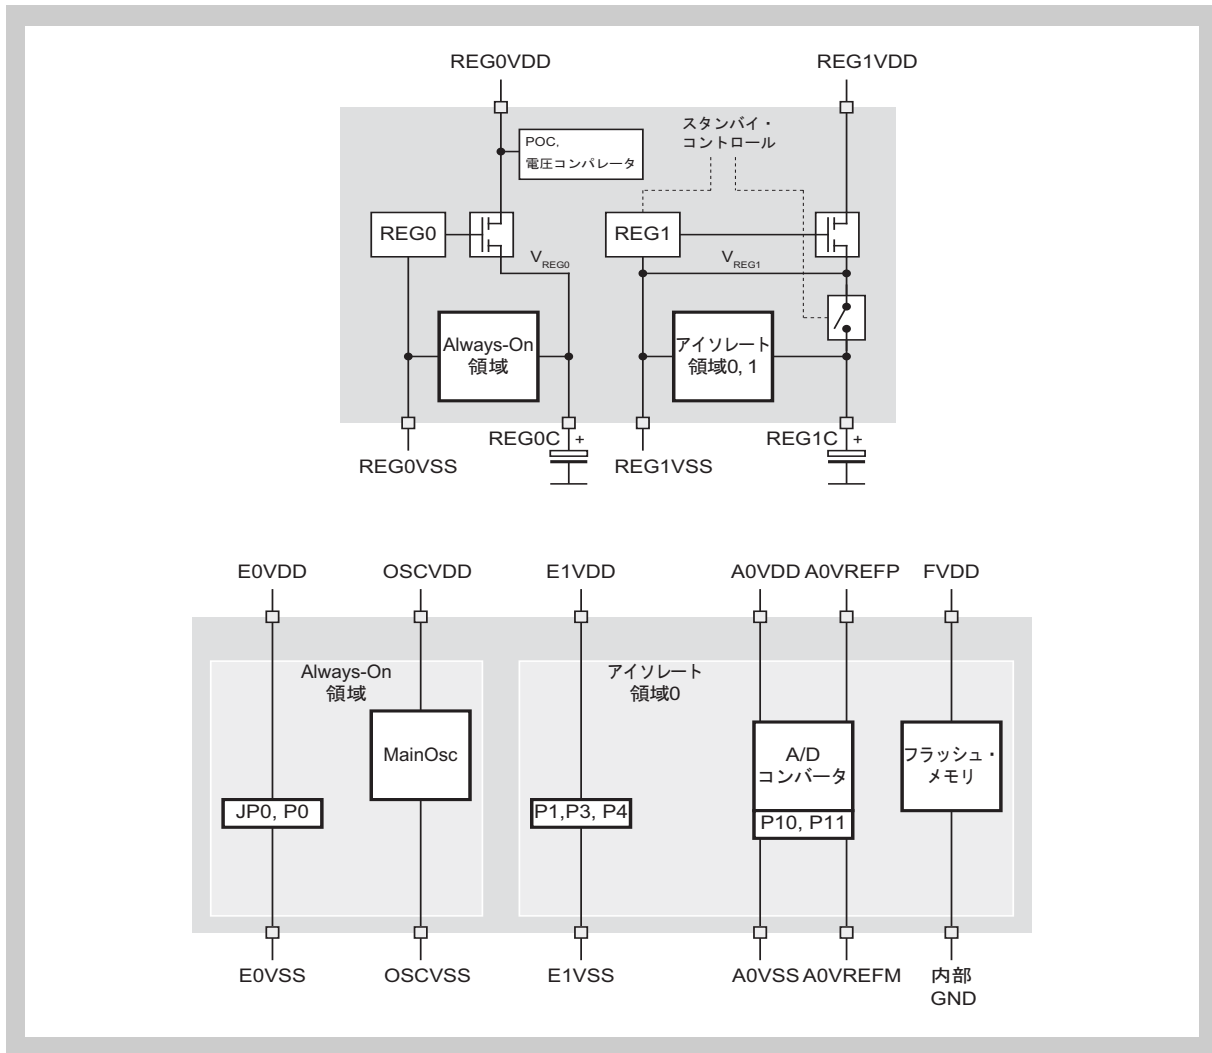 REG0VDD
REG1VDD
スタンバイ・
コントロール
POC,
電圧コンパレータ
REG0
REG1
VREG0
VREG1
Always-On
領域
アイソレート
領域0, 1
REG0C +
REG1C +
REG0VSS
REG1VSS
E0VDD
OSCVDD
E1VDD
A0VDD
A0VREFP
FVDD
Always-On
領域
アイソレート
領域0
MainOsc
A/D
コンバータ
フラッシュ・
メモリ
JP0, P0
P1,P3, P4
P10, P11
E0VSS
OSCVSS
E1VSS
A0VSS
A0VREFM
内部
GND